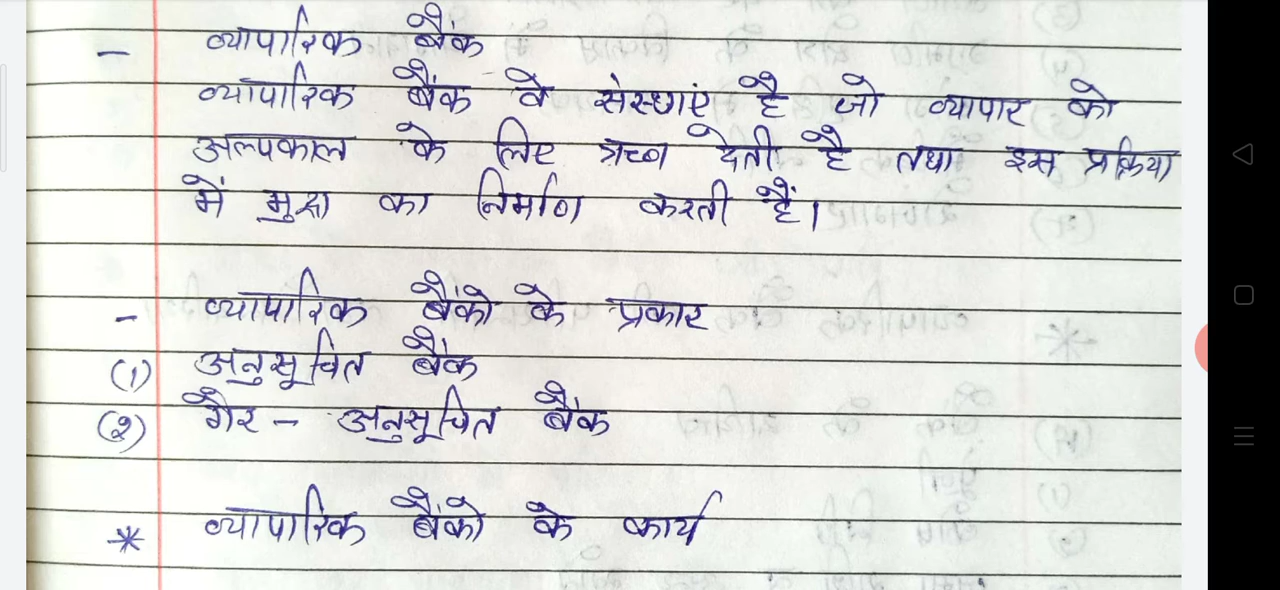 - व्यापारिक बैंक
व्यापारिक बैंक वे संस्थाएं है जो व्यापार को
अल्पकाल के लिए ऋण देती है तथा इस प्रक्रिया
में मुद्रा का निर्माण करती हैं।
- व्यापारिक बैंको के प्रकार
(1) अनुसूचित बैंक
(2) गैर - अनुसूचित बैंक
* व्यापारिक बैंको के कार्य